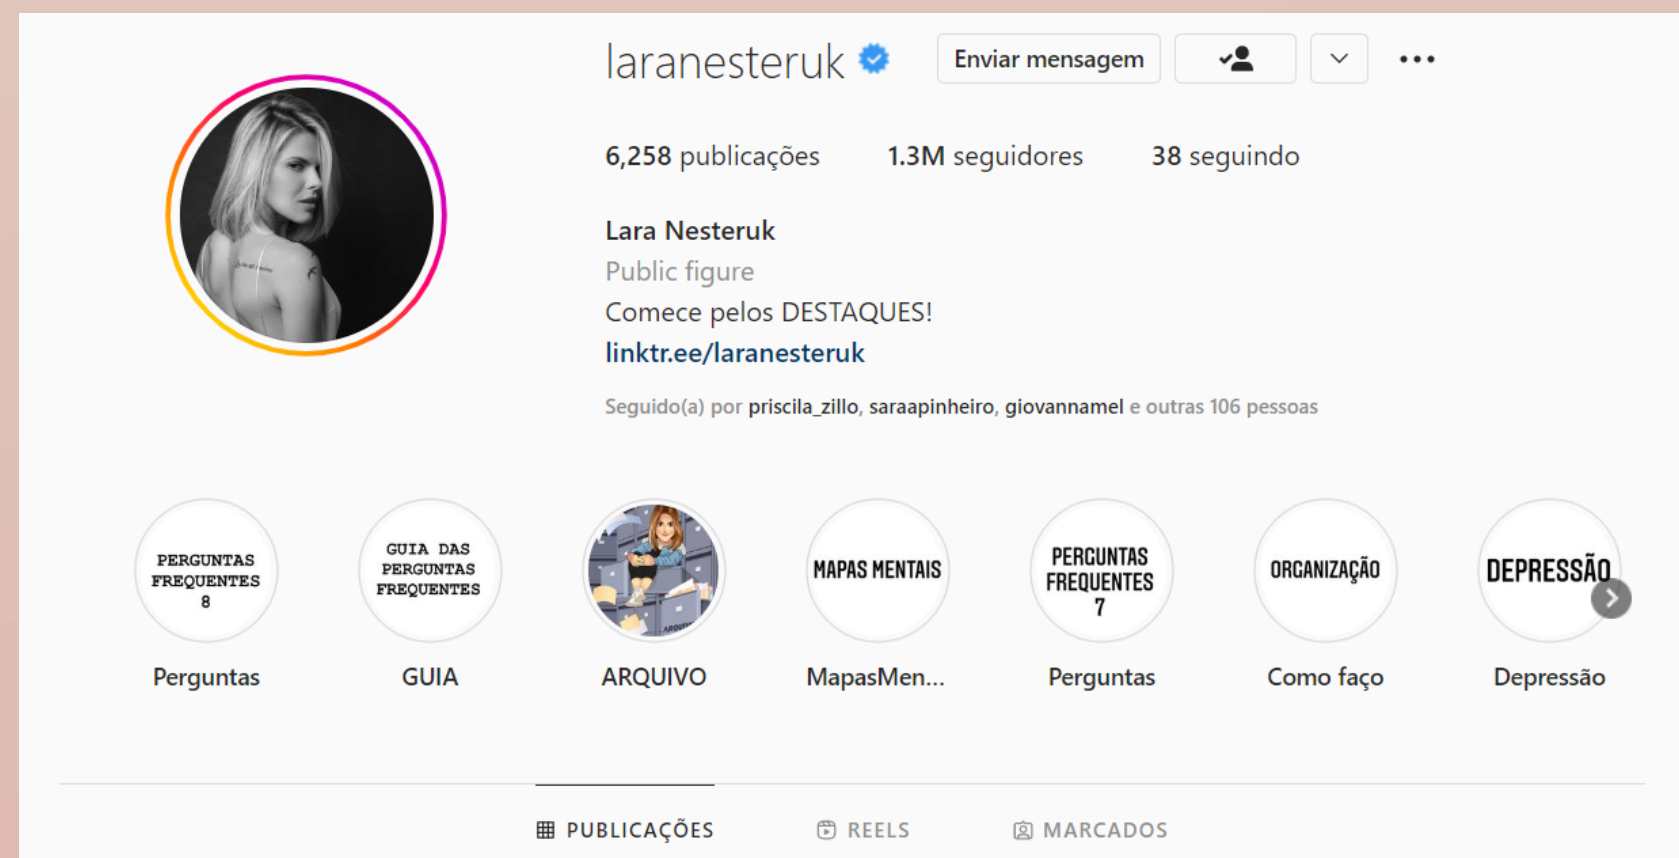 laranesteruk
Enviar mensagem
6,258 publicações 1.3M seguidores 38 seguindo
Lara Nesteruk
Public figure
Comece pelos DESTAQUES!
linktr.ee/laranesteruk
Seguido(a) por priscila_zillo, saraapinheiro, giovannamel e outras 106 pessoas
PERGUNTAS
FREQUENTES
8
Perguntas
GUIA DAS
PERGUNTAS
FREQUENTES
GUIA
ARQUIVO
MAPAS MENTAIS
MapasMen...
PERGUNTAS
FREQUENTES
7
Perguntas
ORGANIZAÇÃO
Como faço
DEPRESSÃO
Depressão
PUBLICAÇÕES REELS MARCADOS